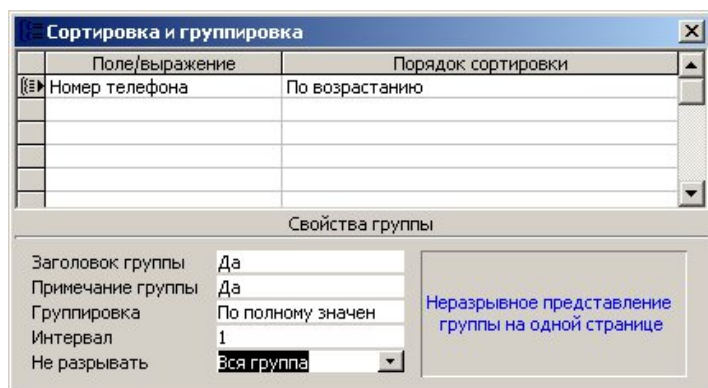 Сортировка и группировка
Поле/выражение Порядок сортировки
Номер телефона По возрастанию
Свойства группы
Заголовок группы Да
Примечание группы Да
Группировка По полному значен
Интервал 1
Не разрывать Вся группа
Неразрывное представление
группы на одной странице